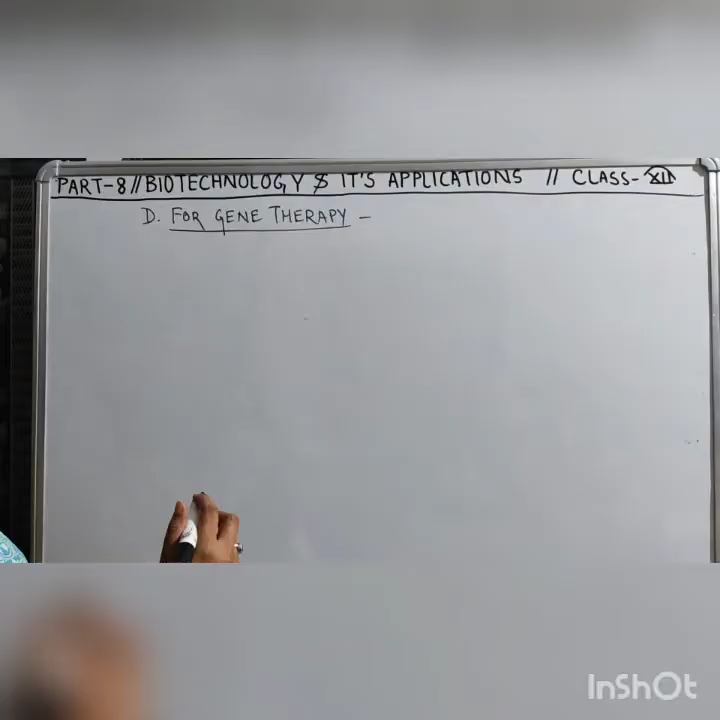 PART-8//BIOTECHNOLOGY & IT'S APPLICATIONS // CLASS-XII
D. FOR GENE THERAPY -
InShOt